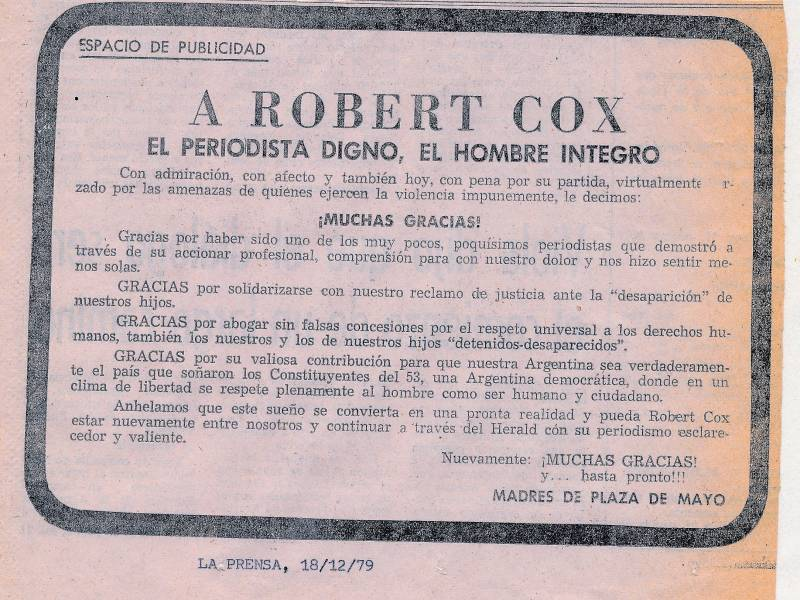 ESPACIO DE PUBLICIDAD
A ROBERT COX
EL PERIODISTA DIGNO, EL HOMBRE INTEGRO
Con admiración, con afecto y también hoy, con pena por su partida, virtualmente
zado por las amenazas de quienes ejercen la violencia impunemente, le decimos:
¡MUCHAS GRACIAS!
Gracias por haber sido uno de los muy pocos, poquísimos periodistas que demostró a
través de su accionar profesional, comprensión para con nuestro dolor y nos hizo sentir me-
nos solas.
GRACIAS por solidarizarse con nuestro reclamo de justicia ante la "desaparición" de
nuestros hijos.
GRACIAS por abogar sin falsas concesiones por el respeto universal a los derechos hu-
manos, también los nuestros y los de nuestros hijos "detenidos-desaparecidos".
GRACIAS por su valiosa contribución para que nuestra Argentina sea verdaderamen-
te el país que soñaron los Constituyentes del 53, una Argentina democrática, donde en un
clima de libertad se respete plenamente al hombre como ser humano y ciudadano.
Anhelamos que este sueño se convierta en una pronta realidad y pueda Robert Cox
estar nuevamente entre nosotros y continuar a través del Herald cón su periodismo esclare-
cedor y valiente.
Nuevamente: ¡MUCHAS GRACIAS!
y... hasta pronto!!!
MADRES DE PLAZA DE MAYO
LA PRENSA, 18/12/79